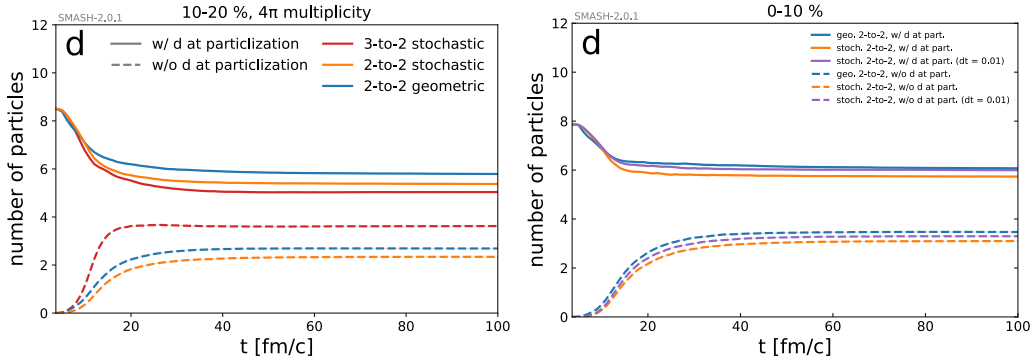 10-20 %, 4π multiplicity
SMASH-2.0.1
d
w/ d at particlization
w/o d at particlization
3-to-2 stochastic
2-to-2 stochastic
2-to-2 geometric
number of particles
12
10
8
6
4
2
0
20
40
60
80
100
t [fm/c]
0-10 %
SMASH-2.0.1
d
geo. 2-to-2, w/ d at part.
stoch. 2-to-2, w/ d at part.
stoch. 2-to-2, w/ d at part. (dt = 0.01)
geo. 2-to-2, w/o d at part.
stoch. 2-to-2, w/o d at part.
stoch. 2-to-2, w/o d at part. (dt = 0.01)
number of particles
12
10
8
6
4
2
0
20
40
60
80
100
t [fm/c]